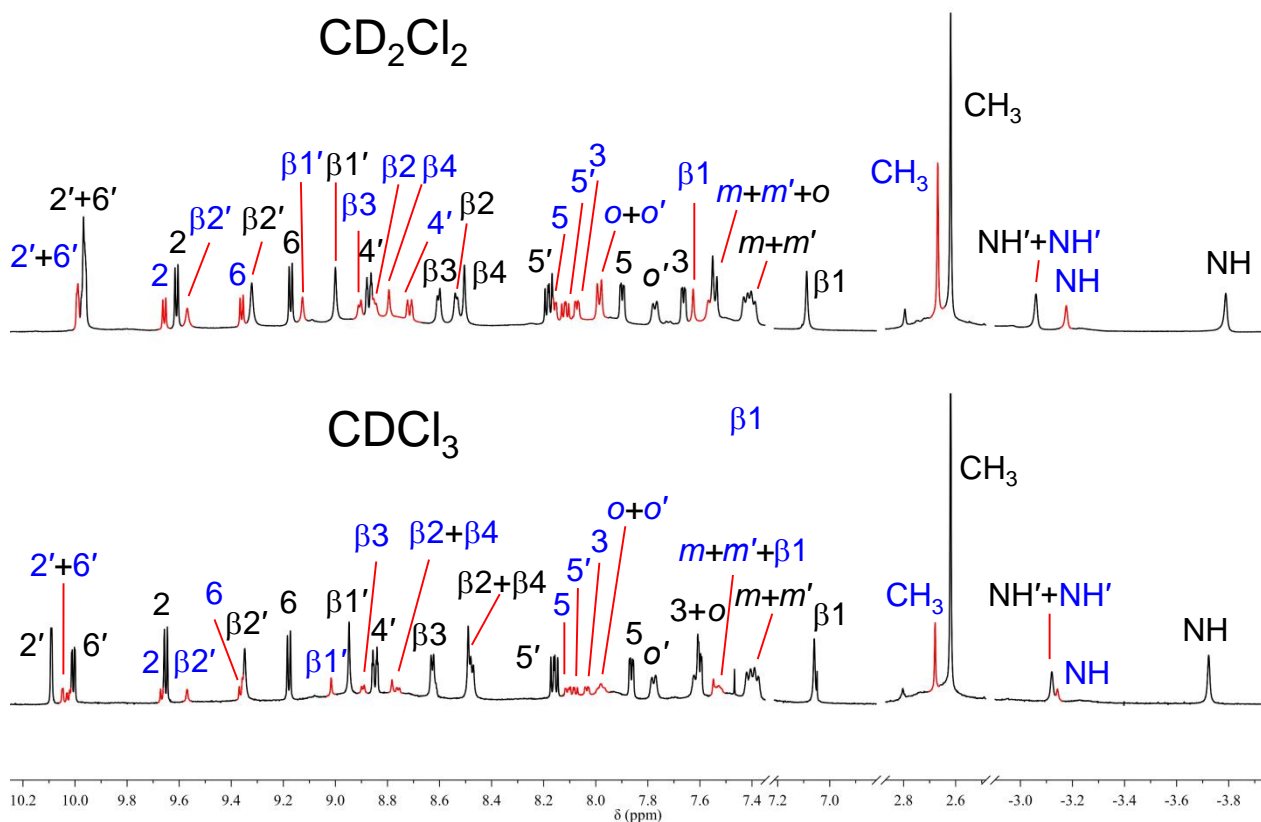 CD₂Cl₂
2′+6′
2′+6′
2
2
β2′
6
β2′
6
β1′
β1′
β3
4′
β2
β4
4′
β3
β2
β4
5′
5
5′
3
o+o′
5
o′
3
β1
m+m′+o
m+m′
β1
CH₃
CH₃
NH′+NH′
NH
NH
CDCl₃
β1
2′
2′+6′
6′
2
2
β2′
6
β2′
6
β1′
β1′
β3
4′
β2+β4
β3
β2+β4
5′
5
5′
3
o+o′
5
o′
3+o
m+m′+β1
m+m′
β1
CH₃
CH₃
NH′+NH′
NH
NH
10.2 10.0 9.8 9.6 9.4 9.2 9.0 8.8 8.6 8.4 8.2 8.0 7.8 7.6 7.4 7.2 7.0 2.8 2.6 -3.0 -3.2 -3.4 -3.6 -3.8
δ (ppm)